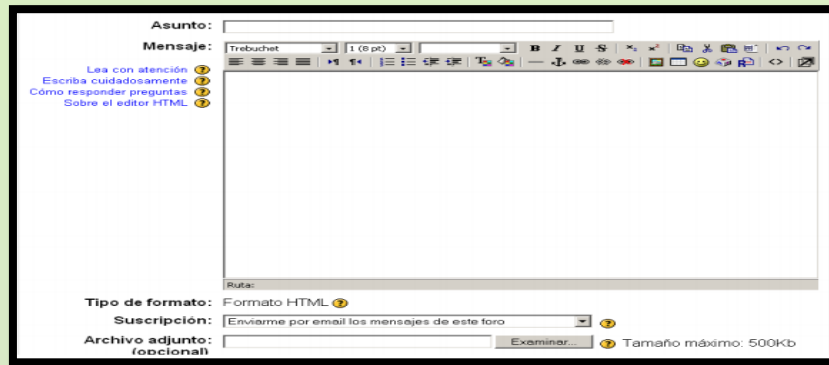 Asunto:
Mensaje: Trebuchet 1 (8 pt) B I U S
Lea con atención ?
Escriba cuidadosamente ?
Cómo responder preguntas ?
Sobre el editor HTML ?
Ruta:
Tipo de formato: Formato HTML ?
Suscripción: Enviarme por email los mensajes de este foro ?
Archivo adjunto: Examinar... ? Tamaño máximo: 500Kb
(opcional)